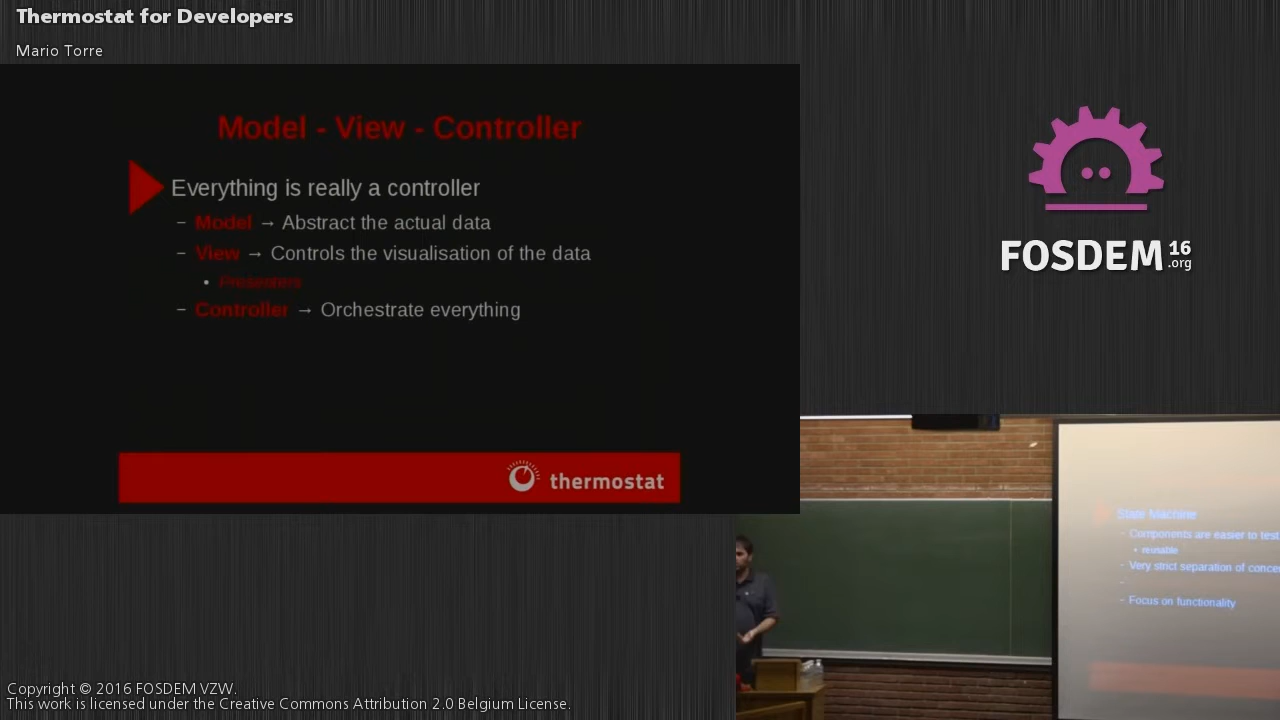 Thermostat for Developers
Mario Torre
Model - View - Controller
Everything is really a controller
– Model → Abstract the actual data
– View → Controls the visualisation of the data
• Presenters
– Controller → Orchestrate everything
thermostat
FOSDEM 16
.org
State Machine
– Components are easier to test
• reusable
– Very strict separation of concer
–
– Focus on functionality
Copyright © 2016 FOSDEM VZW.
This work is licensed under the Creative Commons Attribution 2.0 Belgium License.